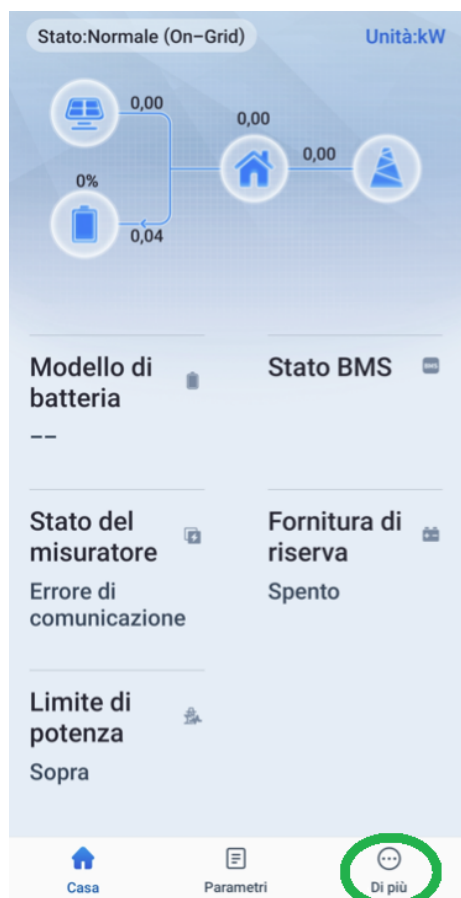 Stato:Normale (On-Grid)
Unità:kW
0,00
0,00
0,00
0%
0,04
Modello di
batteria
--
Stato BMS
Stato del
misuratore
Errore di
comunicazione
Fornitura di
riserva
Spento
Limite di
potenza
Sopra
Casa
Parametri
Di più